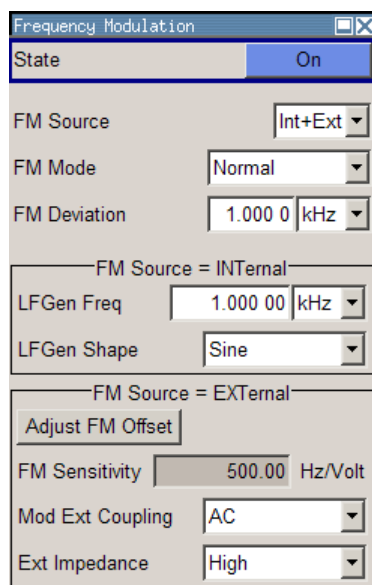 Frequency Modulation
State On
FM Source Int+Ext
FM Mode Normal
FM Deviation 1.000 0 kHz
FM Source = INTernal
LFGen Freq 1.000 00 kHz
LFGen Shape Sine
FM Source = EXTernal
Adjust FM Offset
FM Sensitivity 500.00 Hz/Volt
Mod Ext Coupling AC
Ext Impedance High